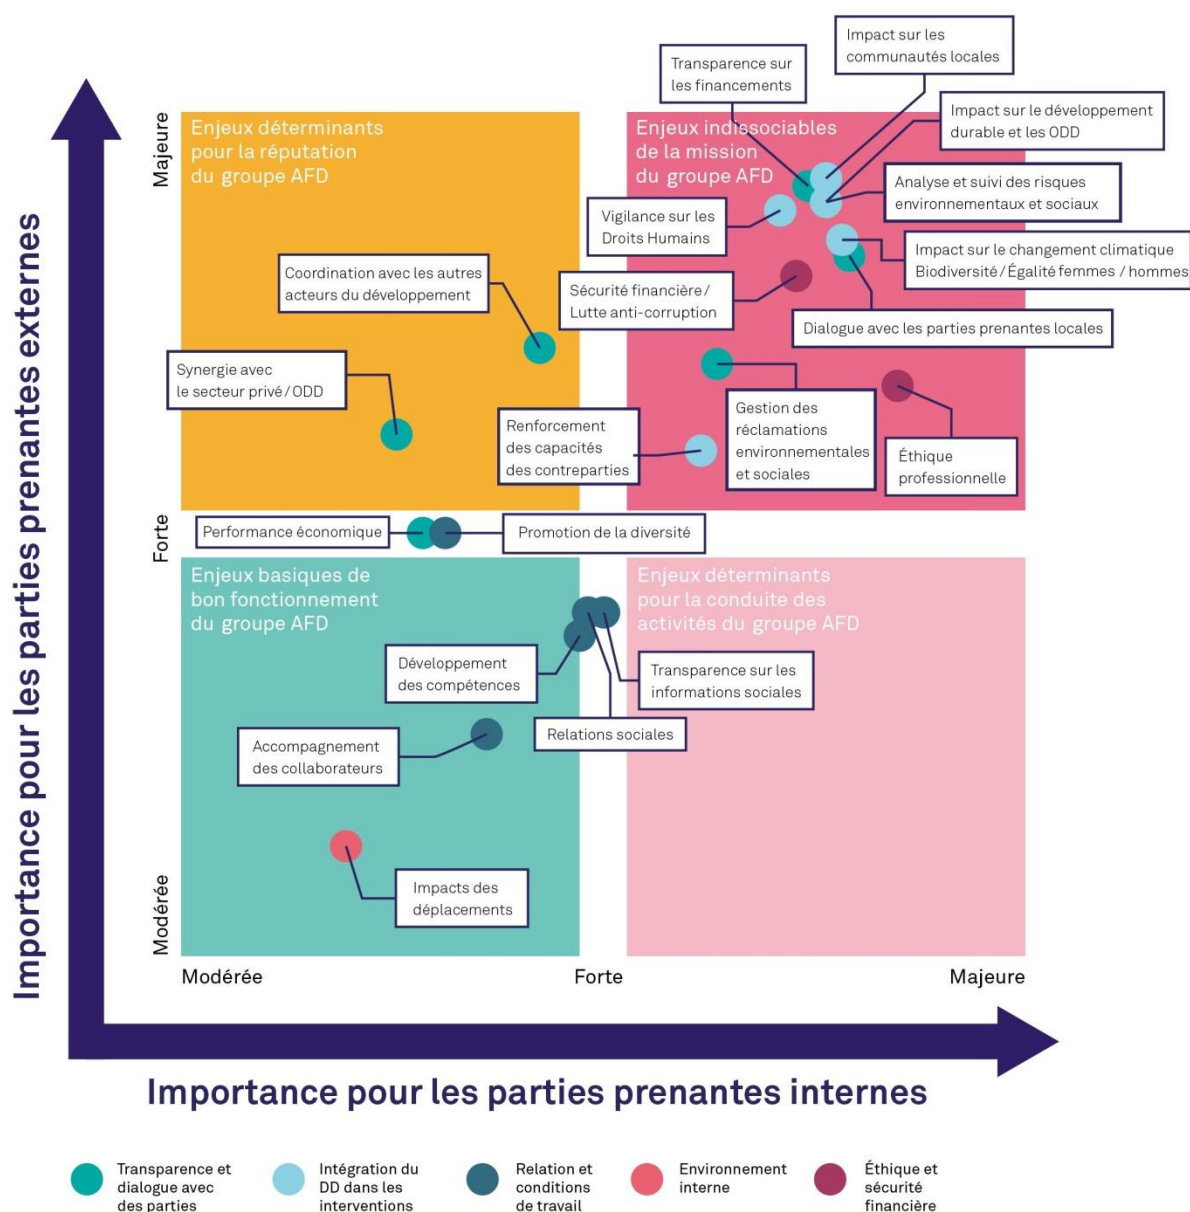 Importance pour les parties prenantes externes
Majeure
Forte
Modérée
Enjeux déterminants
pour la réputation
du groupe AFD
Enjeux indissociables
de la mission
du groupe AFD
Transparence sur
les financements
Impact sur les
communautés locales
Impact sur le développement
durable et les ODD
Analyse et suivi des risques
environnementaux et sociaux
Vigilance sur les
Droits Humains
Impact sur le changement climatique
Biodiversité / Égalité femmes / hommes
Coordination avec les autres
acteurs du développement
Sécurité financière /
Lutte anti-corruption
Dialogue avec les parties prenantes locales
Synergie avec
le secteur privé / ODD
Renforcement
des capacités
des contreparties
Gestion des
réclamations
environnementales
et sociales
Éthique
professionnelle
Performance économique
Promotion de la diversité
Enjeux basiques de
bon fonctionnement
du groupe AFD
Enjeux déterminants
pour la conduite des
activités du groupe AFD
Développement
des compétences
Transparence sur les
informations sociales
Relations sociales
Accompagnement
des collaborateurs
Impacts des
déplacements
Modérée
Forte
Majeure
Importance pour les parties prenantes internes
Transparence et
dialogue avec
des parties
Intégration du
DD dans les
interventions
Relation et
conditions
de travail
Environnement
interne
Éthique et
sécurité
financière